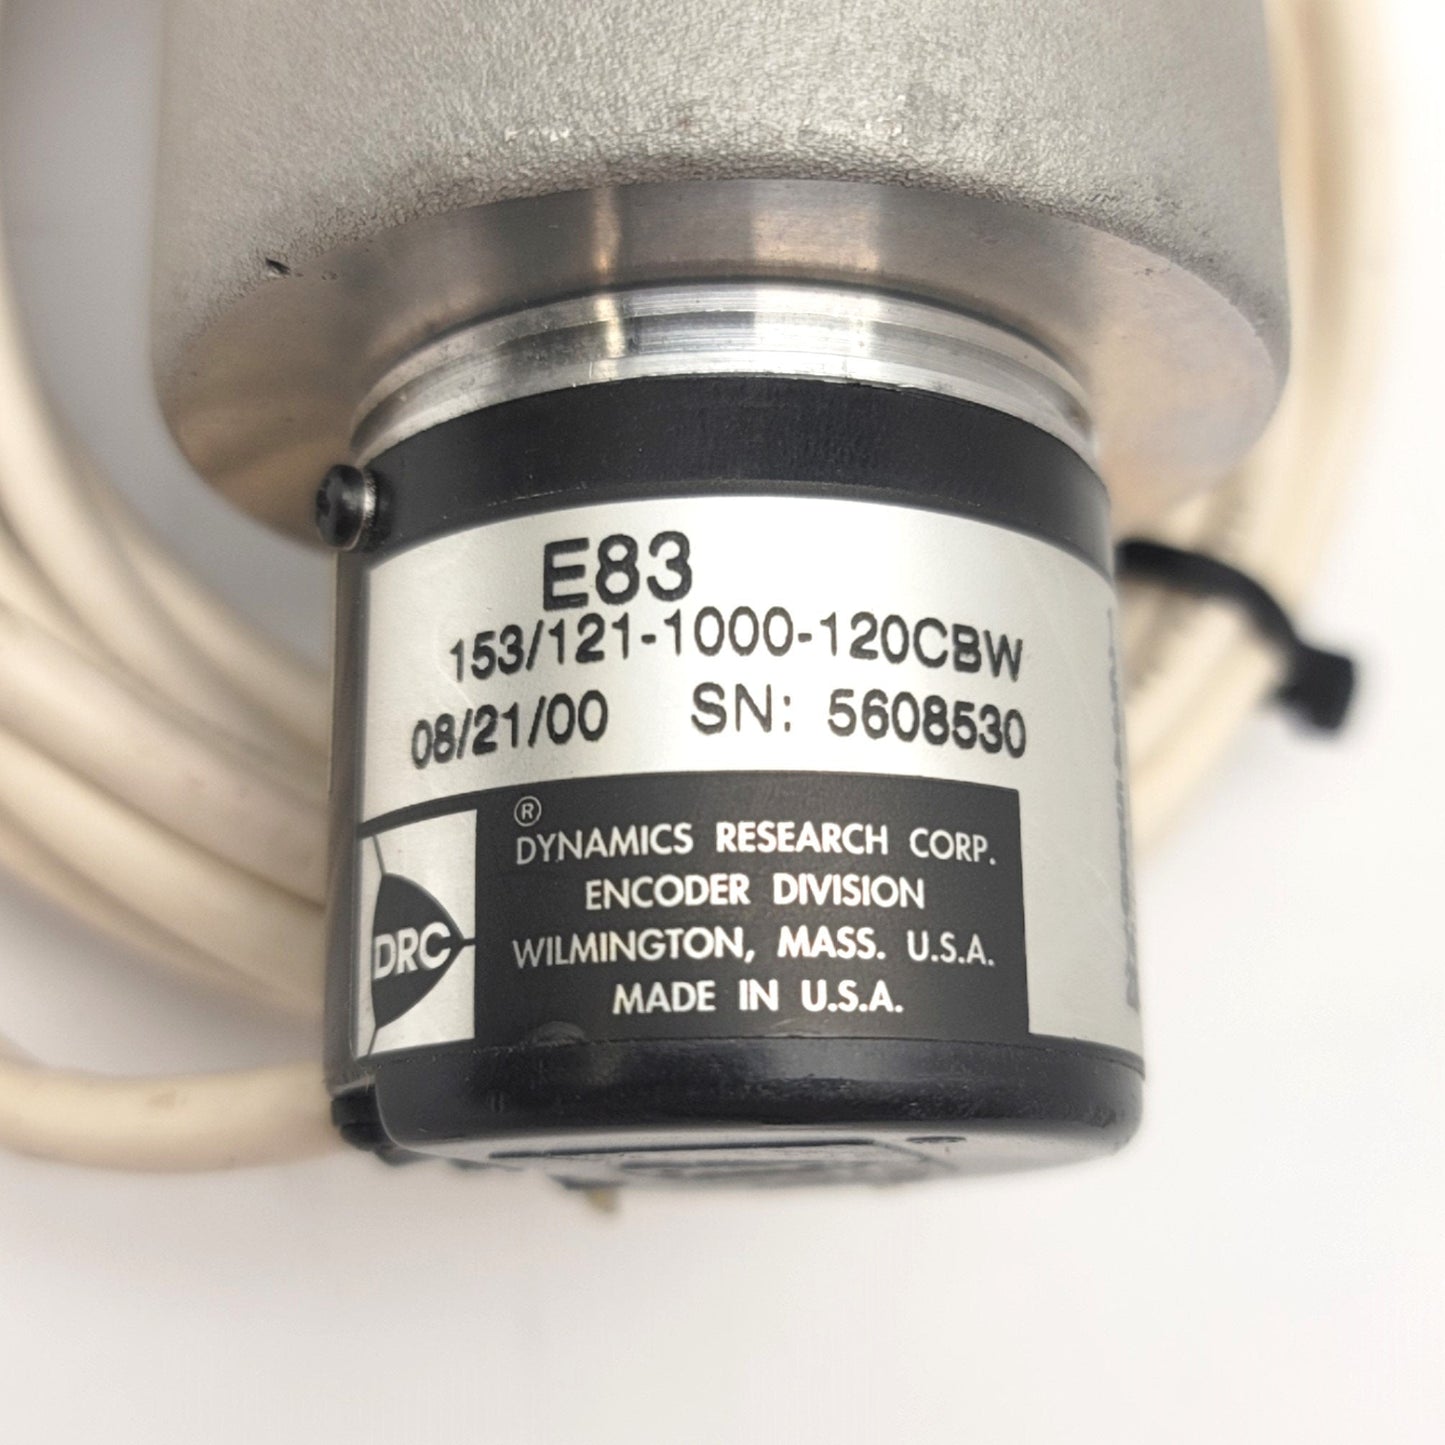 E83
153/121-1000-120CBW
08/21/00 SN: 5608530
®
DYNAMICS RESEARCH CORP.
ENCODER DIVISION
WILMINGTON, MASS. U.S.A.
MADE IN U.S.A.
DRC